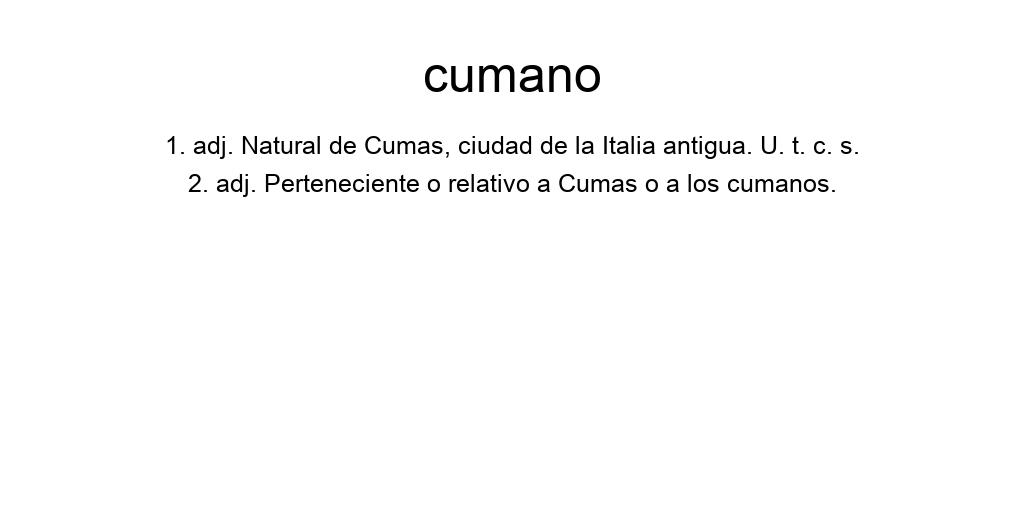 cumano
1. adj. Natural de Cumas, ciudad de la Italia antigua. U. t. c. s.
2. adj. Perteneciente o relativo a Cumas o a los cumanos.